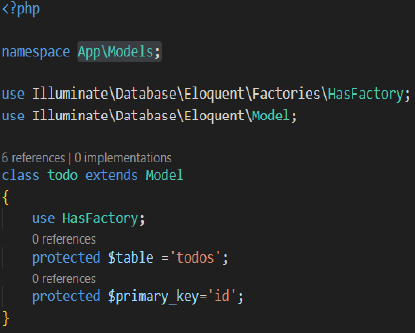 <?php
namespace App\Models;
use Illuminate\Database\Eloquent\Factories\HasFactory;
use Illuminate\Database\Eloquent\Model;
6 references | 0 implementations
class todo extends Model
{
use HasFactory;
0 references
protected $table ='todos';
0 references
protected $primary_key='id';
}